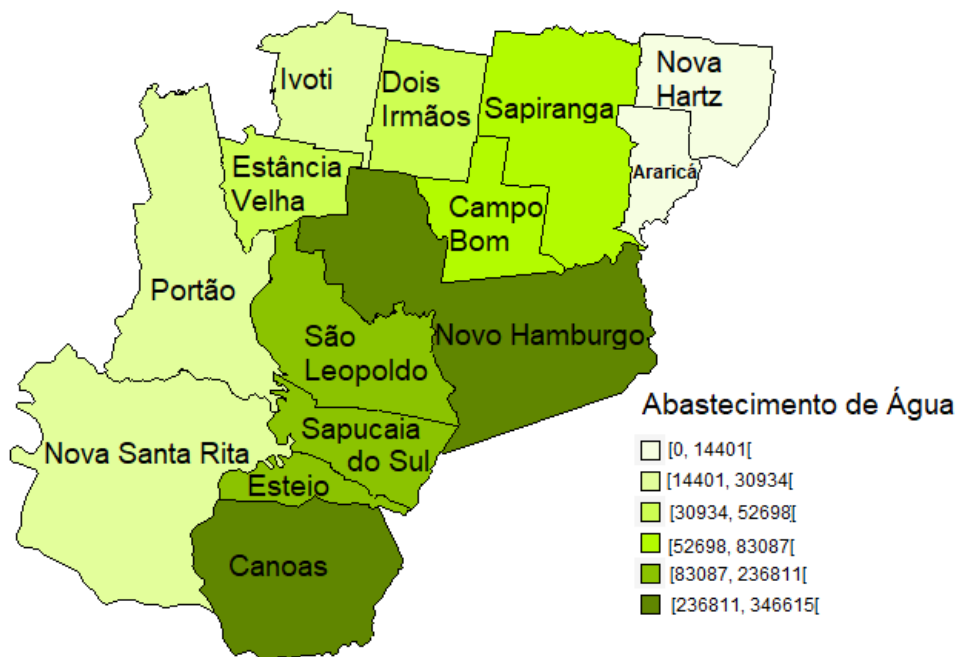 Ivoti
Dois
Irmãos
Sapiranga
Nova
Hartz
Araricá
Estância
Velha
Campo
Bom
Portão
São
Leopoldo
Novo Hamburgo
Nova Santa Rita
Sapucaia
do Sul
Esteio
Canoas
Abastecimento de Água
[0, 14401[
[14401, 30934[
[30934, 52698[
[52698, 83087[
[83087, 236811[
[236811, 346615[